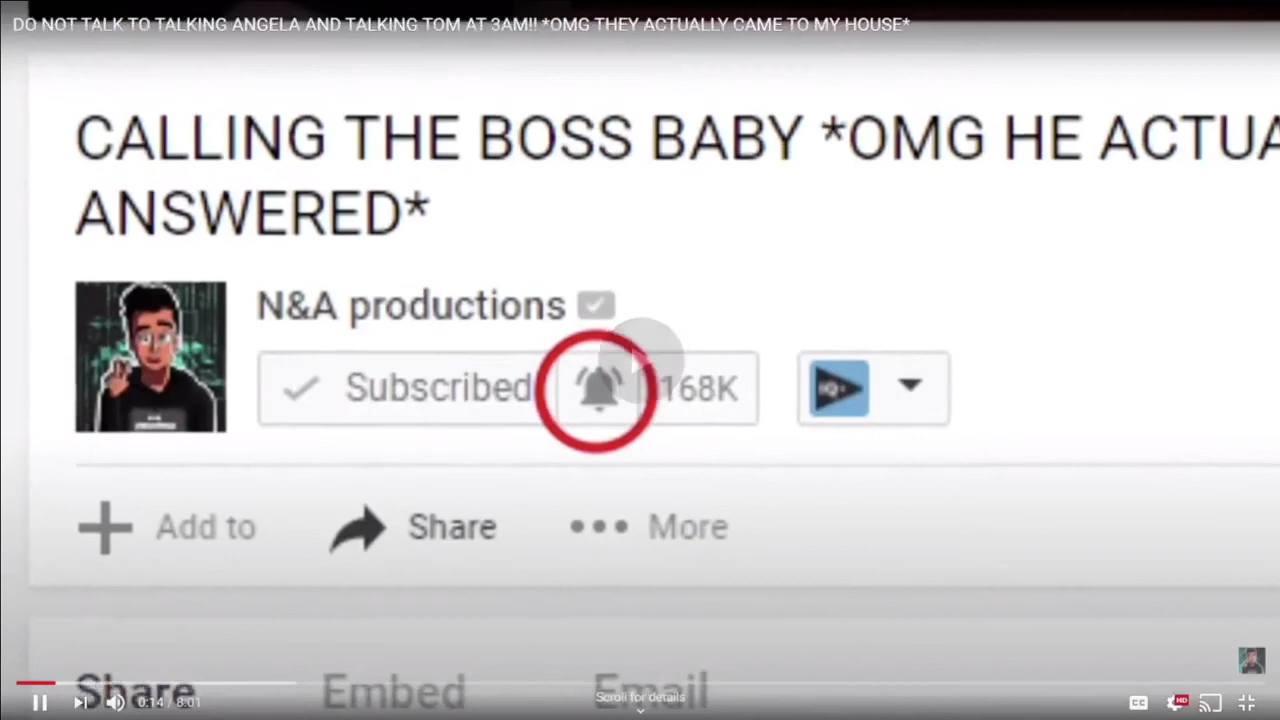 DO NOT TALK TO TALKING ANGELA AND TALKING TOM AT 3AM!! *OMG THEY ACTUALLY CAME TO MY HOUSE*
CALLING THE BOSS BABY *OMG HE ACTUA
ANSWERED*
N&A productions
Subscribed 168K
Add to Share More
Share Embed Email
Scroll for details
0:14 / 8:01
CC HD